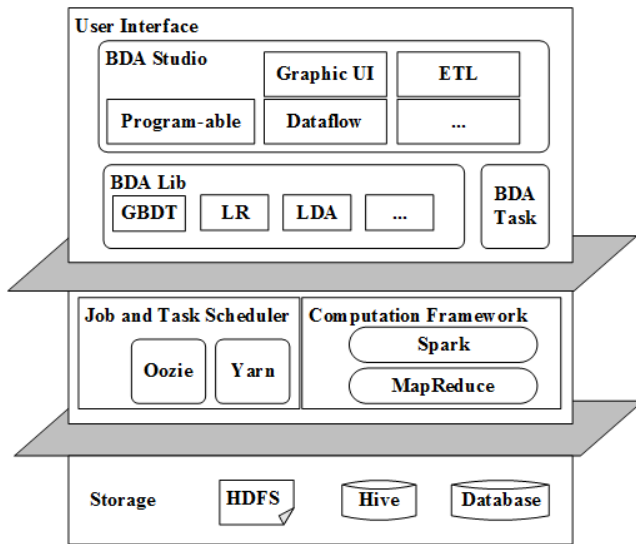 User Interface
BDA Studio
Graphic UI
ETL
Program-able
Dataflow
...
BDA Lib
GBDT
LR
LDA
...
BDA
Task
Job and Task Scheduler
Oozie
Yarn
Computation Framework
Spark
MapReduce
Storage
HDFS
Hive
Database